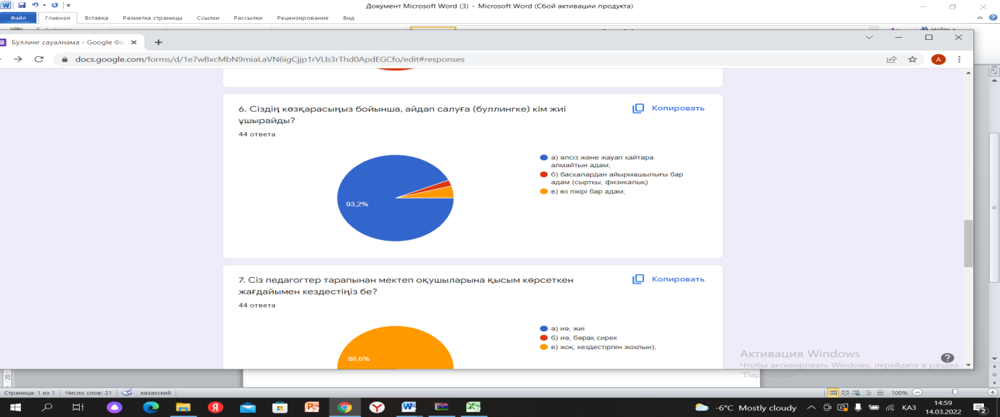 Документ Microsoft Word (3) - Microsoft Word (Сбой активации продукта)
Файл Главная Вставка Разметка страницы Ссылки Рассылки Рецензирование Вид
Буллинг сауалнама - Google Фо
docs.google.com/forms/d/1e7wBxcMbN9miaLaVN6igCjjp1rVLb3rThd0ApdEGCfo/edit#responses
A
6. Сіздің көзқарасыңыз бойынша, айдап салуға (буллингке) кім жиі
ұшырайды?
Копировать
44 ответа
93,2%
а) әлсіз және жауап қайтара
алмайтын адам;
б) басқалардан айырмашылығы бар
адам (сыртқы, физикалық)
в) өз пікірі бар адам;
7. Сіз педагогтер тарапынан мектеп оқушыларына қысым көрсеткен
жағдайымен кездестіңіз бе?
Копировать
44 ответа
88,6%
а) иә, жиі
б) иә, бөрақ сирек
в) жоқ, кездестірген жоқпын);
Активация Windows
Чтобы активировать Windows, перейдите в раздел
Страница: 1 из 1 Число слов: 21 казахский 100%
-6°C Mostly cloudy ҚАЗ 14:59
14.03.2022
2